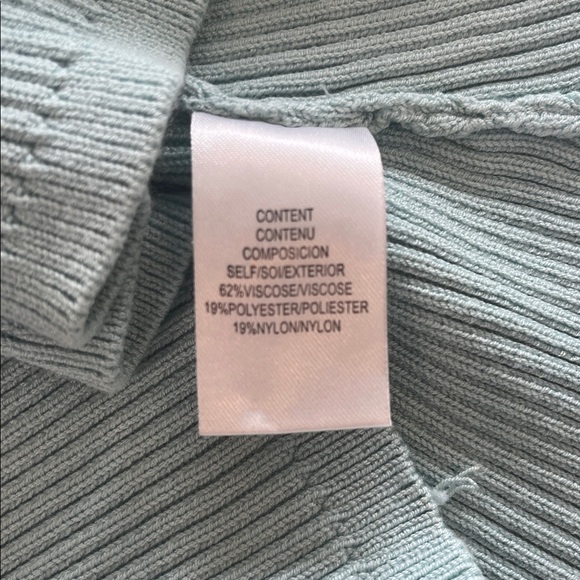 CONTENT
CONTENU
COMPOSICION
SELF/SOI/EXTERIOR
62%VISCOSE/VISCOSE
19%POLYESTER/POLIESTER
19%NYLON/NYLON